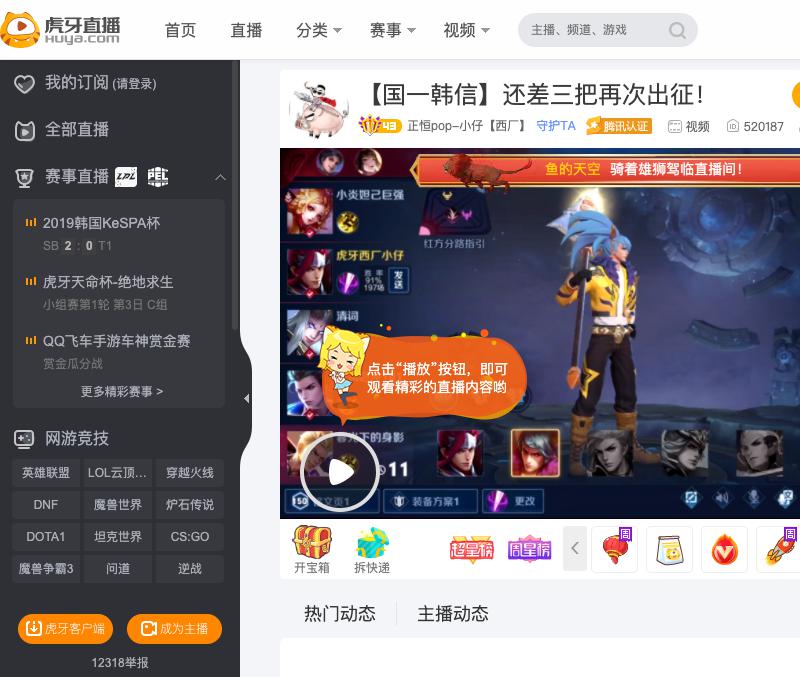 虎牙直播
HUYA.COM
首页
直播
分类
赛事
视频
主播、频道、游戏
我的订阅 (请登录)
全部直播
赛事直播 LPL PEL
2019韩国KeSPA杯
SB 2 : 0 T1
虎牙天命杯-绝地求生
小组赛第1轮 第3日 C组
QQ飞车手游车神赏金赛
赏金瓜分战
更多精彩赛事 >
网游竞技
英雄联盟 LOL云顶... 穿越火线
DNF 魔兽世界 炉石传说
DOTA1 坦克世界 CS:GO
魔兽争霸3 问道 逆战
虎牙客户端
成为主播
12318举报
【国一韩信】还差三把再次出征！
43 正恒pop-小仔【西厂】 守护TA 腾讯认证 视频 520187
鱼的天空 骑着雄狮驾临直播间！
小炎妲己巨强
红方分路指引
虎牙西厂小仔
胜率
91%
197场
发送
清词
点击“播放”按钮，即可
观看精彩的直播内容哟
下的身影
11
150
装备方案1
更改
开宝箱
拆快递
超星榜
周星榜
周
周
热门动态
主播动态